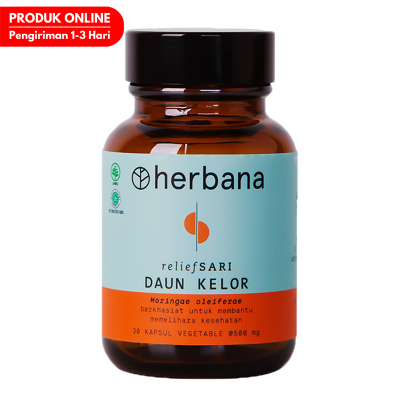 PRODUK ONLINE
Pengiriman 1-3 Hari
herbana
reliefSARI
DAUN KELOR
Moringae oleiferae
berkhasiat untuk membantu
memelihara kesehatan
30 KAPSUL VEGETABLE @500 mg